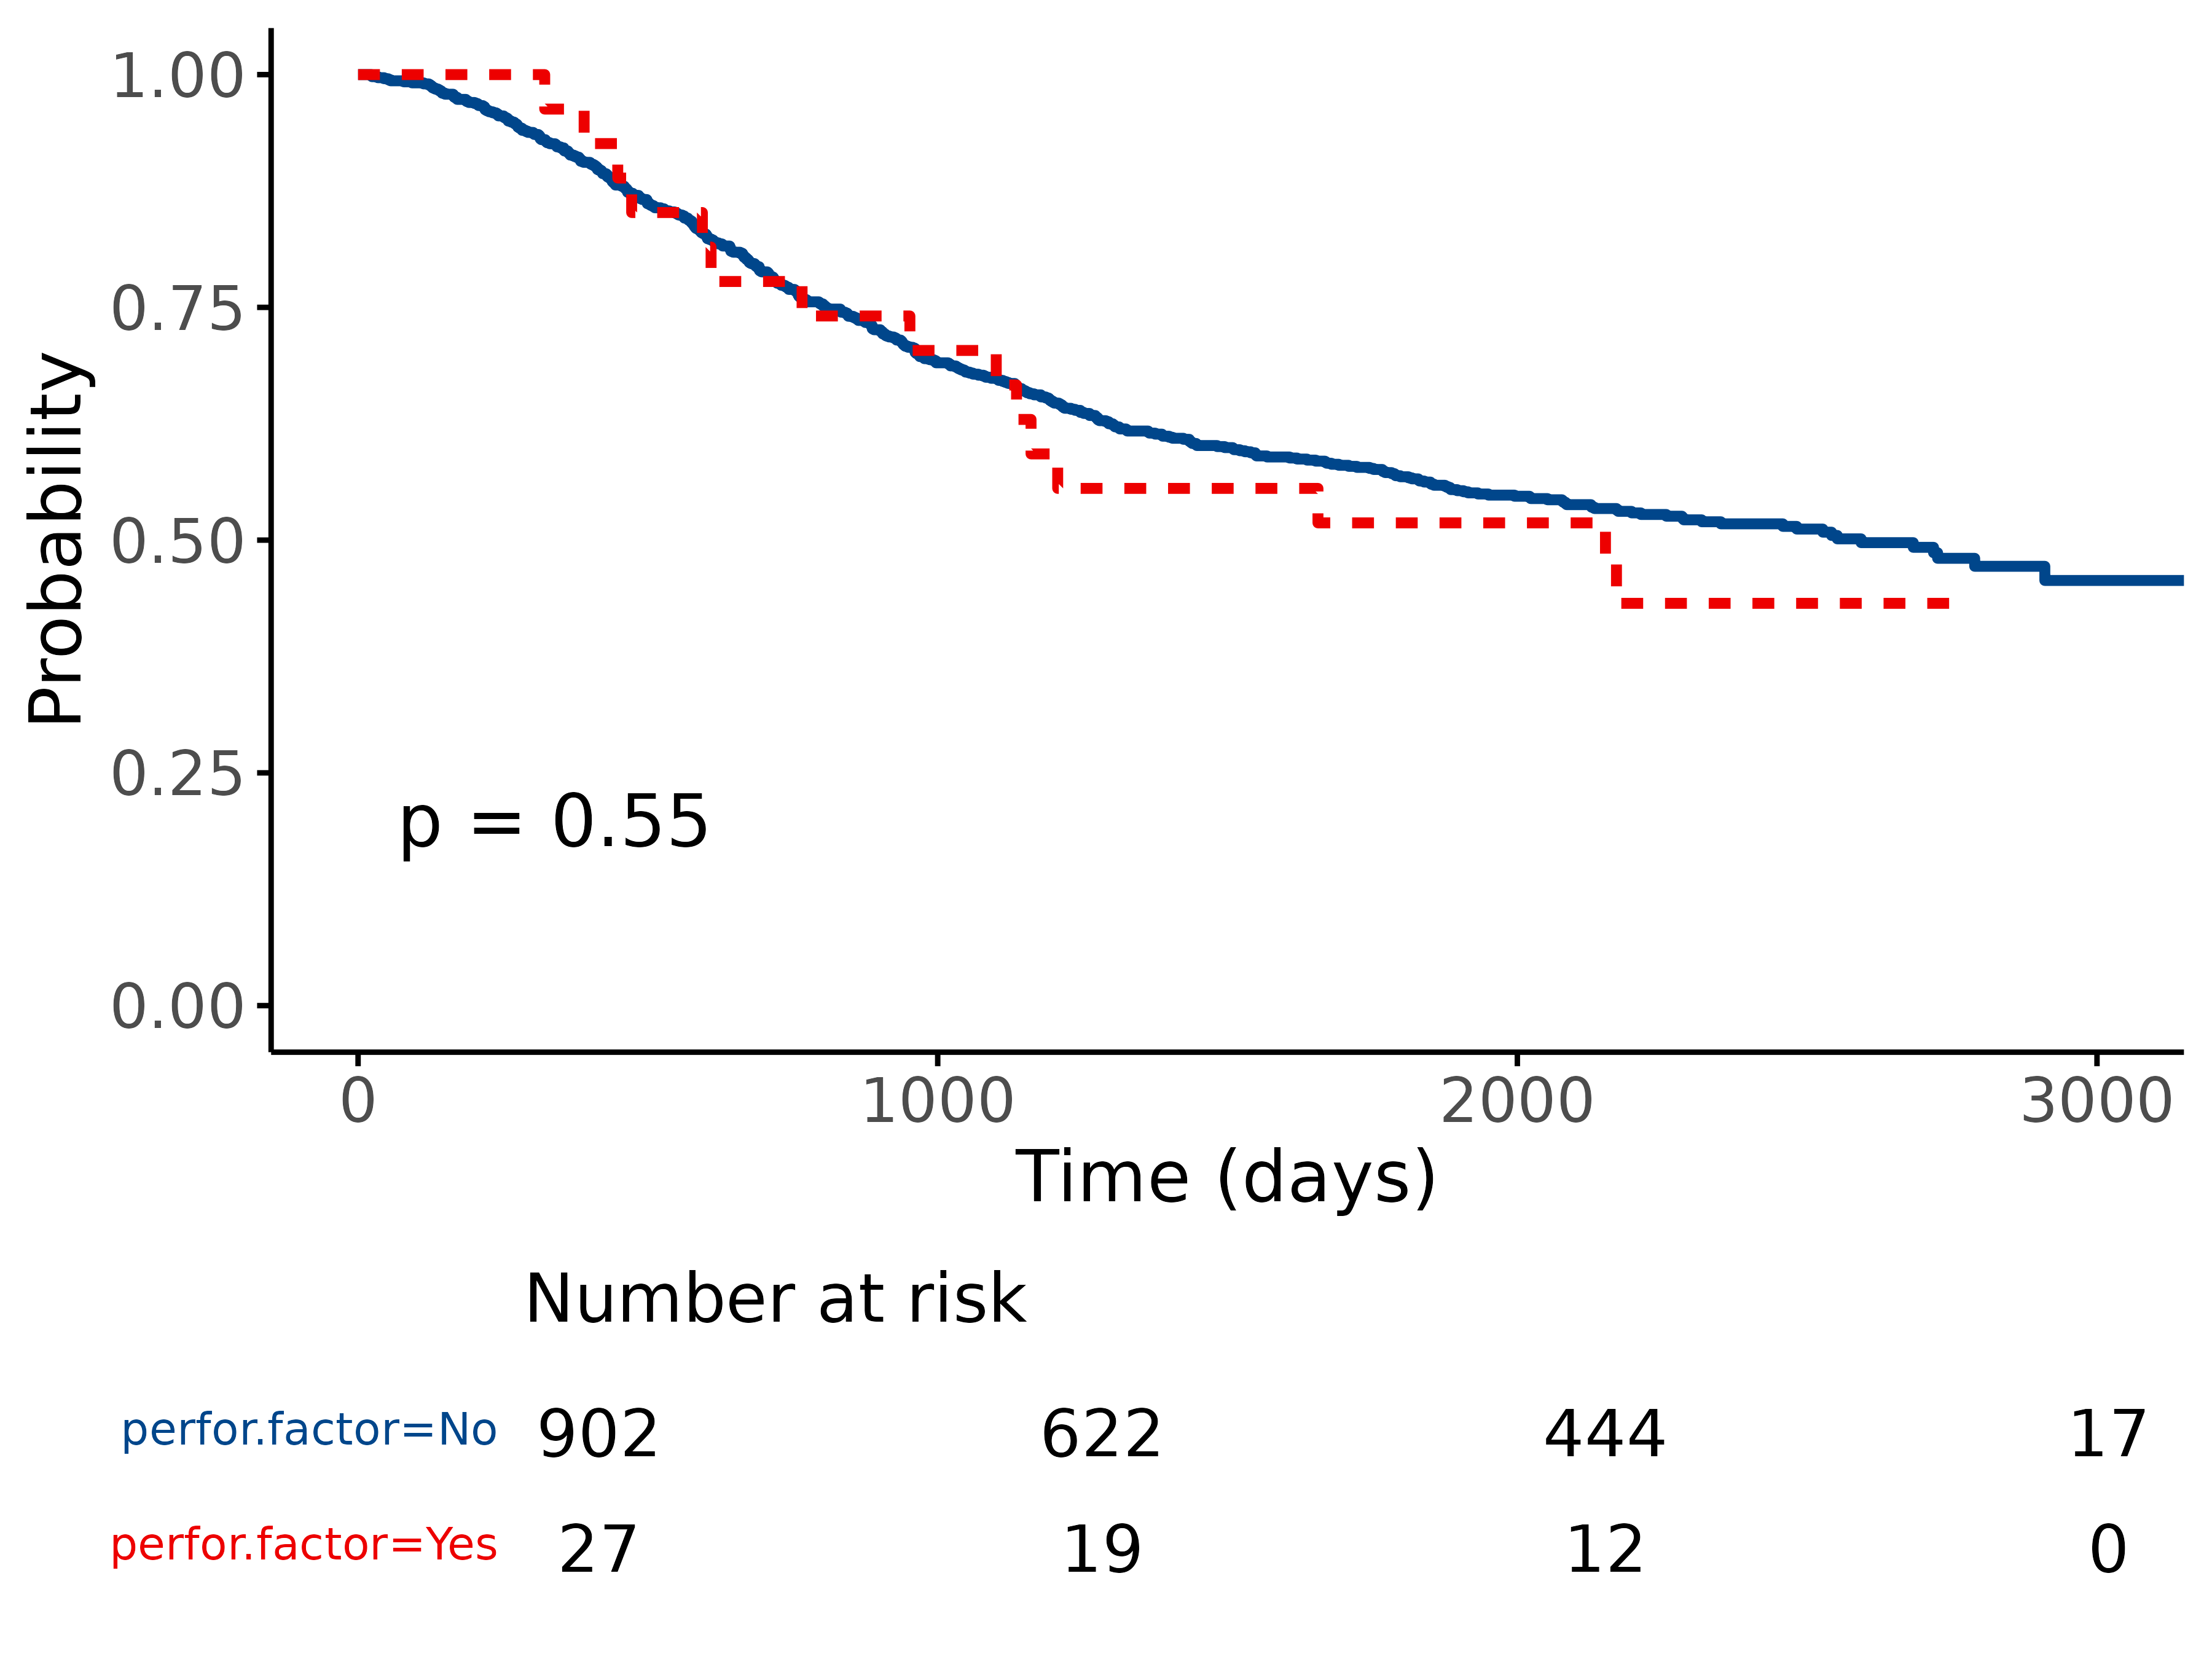 Probability
1.00
0.75
0.50
0.25
0.00
p = 0.55
0 1000 2000 3000
Time (days)
Number at risk
perfor.factor=No 902 622 444 17
perfor.factor=Yes 27 19 12 0